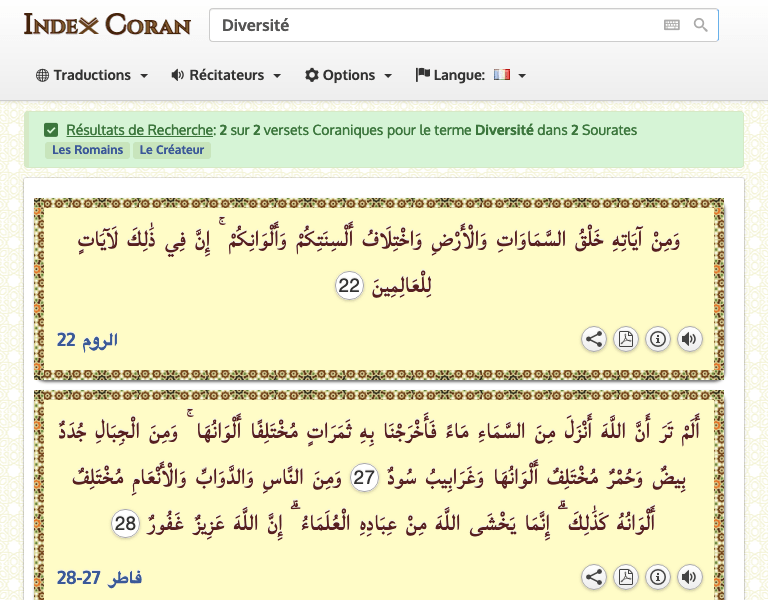 Index Coran
Diversité
Traductions Récitateurs Options Langue:
Résultats de Recherche: 2 sur 2 versets Coraniques pour le terme Diversité dans 2 Sourates
Les Romains Le Créateur
وَمِنْ آيَاتِهِ خَلْقُ السَّمَاوَاتِ وَالْأَرْضِ وَاخْتِلَافُ أَلْسِنَتِكُمْ وَأَلْوَانِكُمْ ۚ إِنَّ فِي ذَٰلِكَ لَآيَاتٍ
لِلْعَالِمِينَ 22
الروم 22
أَلَمْ تَرَ أَنَّ اللَّهَ أَنْزَلَ مِنَ السَّمَاءِ مَاءً فَأَخْرَجْنَا بِهِ ثَمَرَاتٍ مُخْتَلِفًا أَلْوَانُهَا ۚ وَمِنَ الْجِبَالِ جُدَدٌ
بِيضٌ وَحُمْرٌ مُخْتَلِفٌ أَلْوَانُهَا وَغَرَابِيبُ سُودٌ 27 وَمِنَ النَّاسِ وَالدَّوَابِّ وَالْأَنْعَامِ مُخْتَلِفٌ
أَلْوَانُهُ كَذَٰلِكَ ۗ إِنَّمَا يَخْشَى اللَّهَ مِنْ عِبَادِهِ الْعُلَمَاءُ ۗ إِنَّ اللَّهَ عَزِيزٌ غَفُورٌ 28
فاطر 27-28